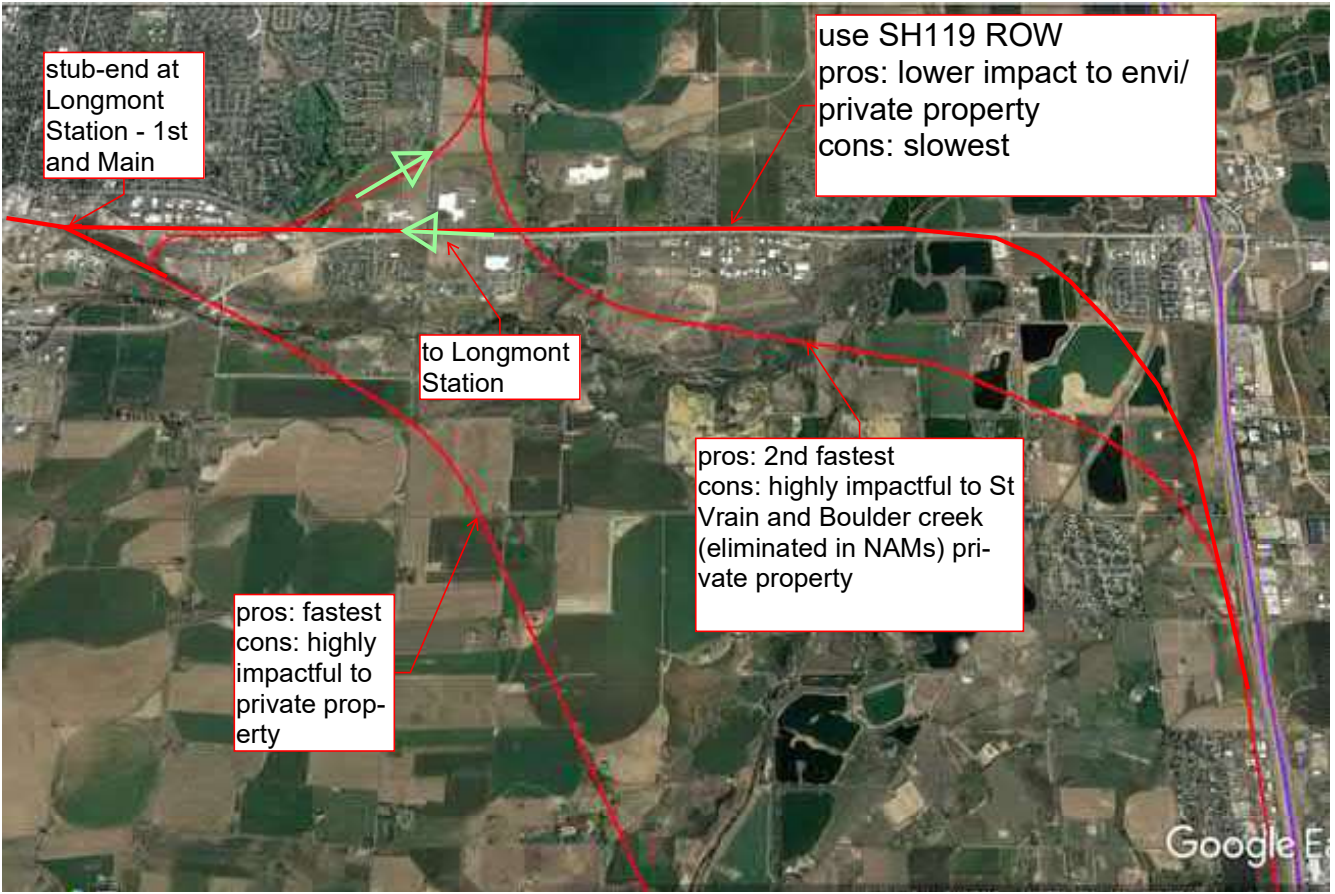 stub-end at
Longmont
Station - 1st
and Main
use SH119 ROW
pros: lower impact to envi/
private property
cons: slowest
to Longmont
Station
pros: 2nd fastest
cons: highly impactful to St
Vrain and Boulder creek
(eliminated in NAMs) pri-
vate property
pros: fastest
cons: highly
impactful to
private prop-
erty
Google Ea